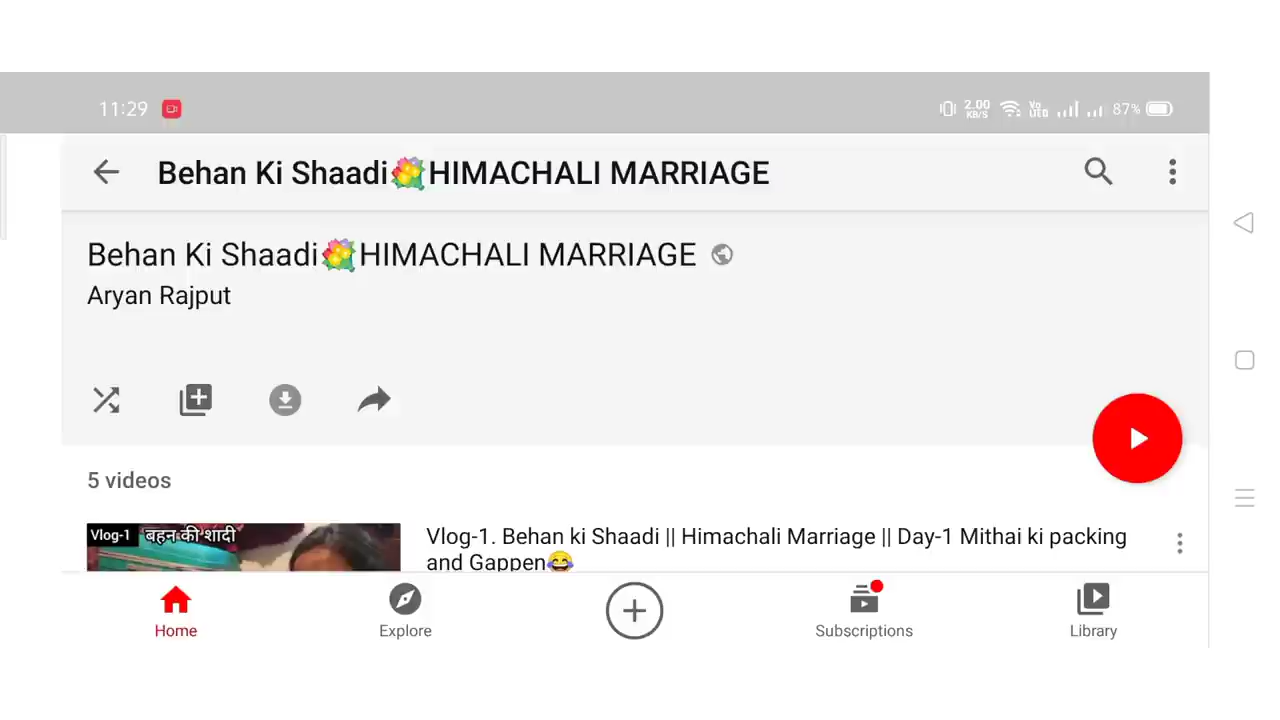 11:29 2.00 KB/S Vo LTE 87%
Behan Ki Shaadi💐HIMACHALI MARRIAGE
Behan Ki Shaadi💐HIMACHALI MARRIAGE
Aryan Rajput
5 videos
Vlog-1 बहन की शादी
Vlog-1. Behan ki Shaadi || Himachali Marriage || Day-1 Mithai ki packing
and Gappen😂
Home Explore Subscriptions Library